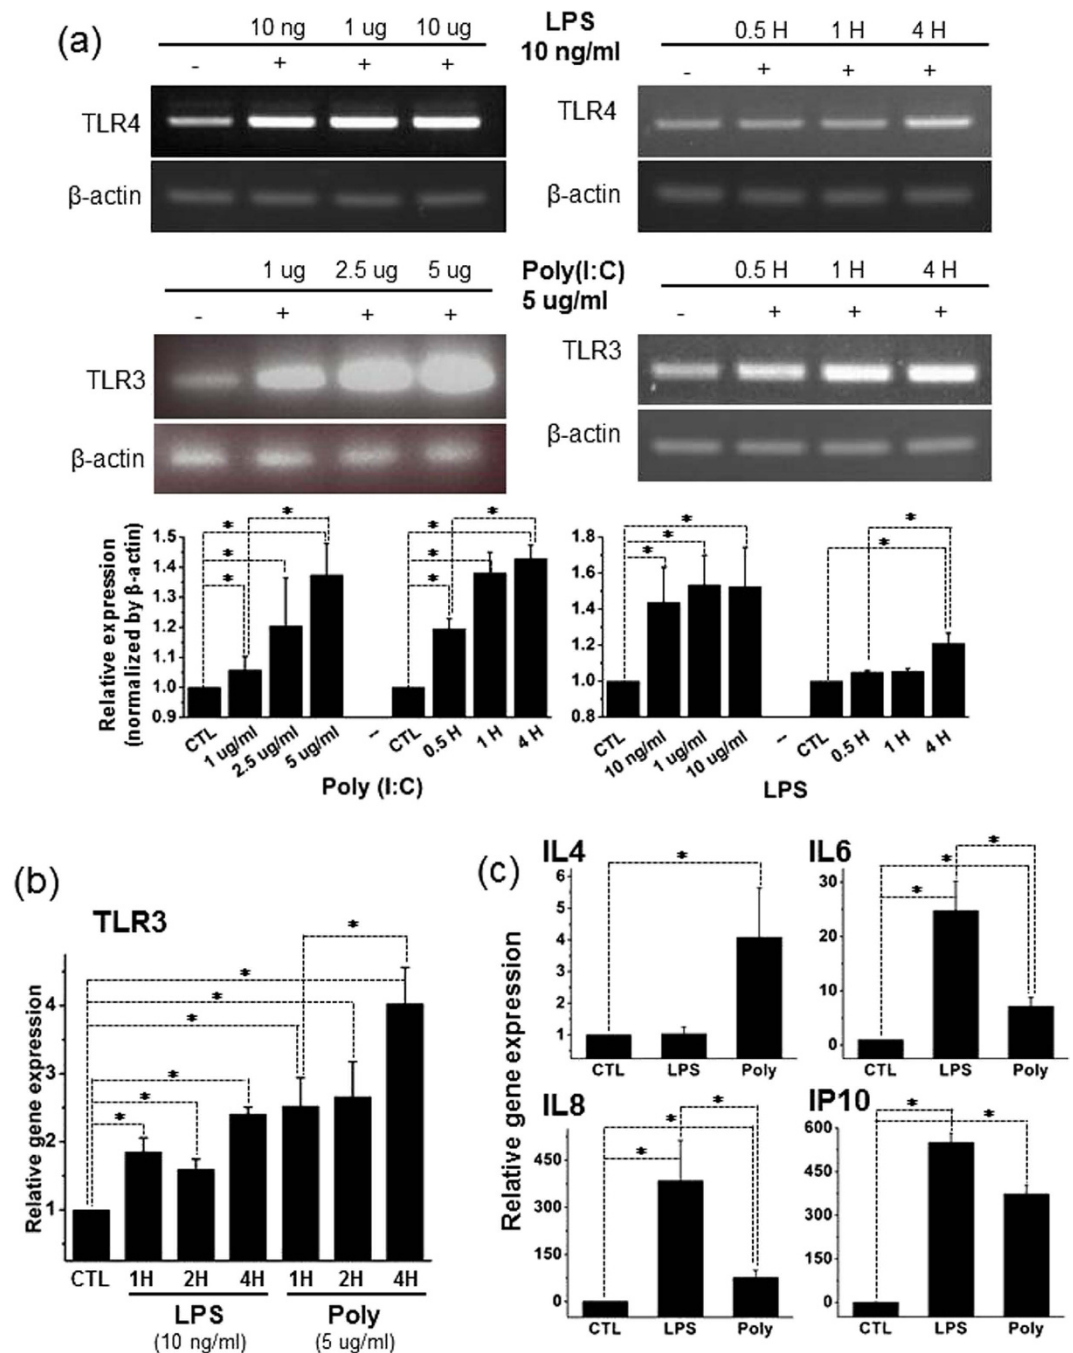 (a)
10 ng 1 ug 10 ug
- + + +
TLR4
β-actin
LPS
10 ng/ml
0.5 H 1 H 4 H
- + + +
TLR4
β-actin
1 ug 2.5 ug 5 ug
- + + +
TLR3
β-actin
Poly(I:C)
5 ug/ml
0.5 H 1 H 4 H
- + + +
TLR3
β-actin
Relative expression
(normalized by β-actin)
1.5
1.4
1.3
1.2
1.1
1.0
0.9
* * * * * * * *
CTL 1 ug/ml 2.5 ug/ml 5 ug/ml -- CTL 0.5 H 1 H 4 H
Poly (I:C)
1.8
1.6
1.4
1.2
1.0
0.8
* * * * *
CTL 10 ng/ml 1 ug/ml 10 ug/ml -- CTL 0.5 H 1 H 4 H
LPS
(b)
TLR3
Relative gene expression
4
3
2
1
* * * * * * *
CTL 1H 2H 4H 1H 2H 4H
LPS Poly
(10 ng/ml) (5 ug/ml)
(c)
Relative gene expression
IL4
6
5
4
3
2
1
*
CTL LPS Poly
IL6
30
20
10
0
* * *
CTL LPS Poly
IL8
450
300
150
0
* * *
CTL LPS Poly
IP10
600
450
300
150
0
* *
CTL LPS Poly